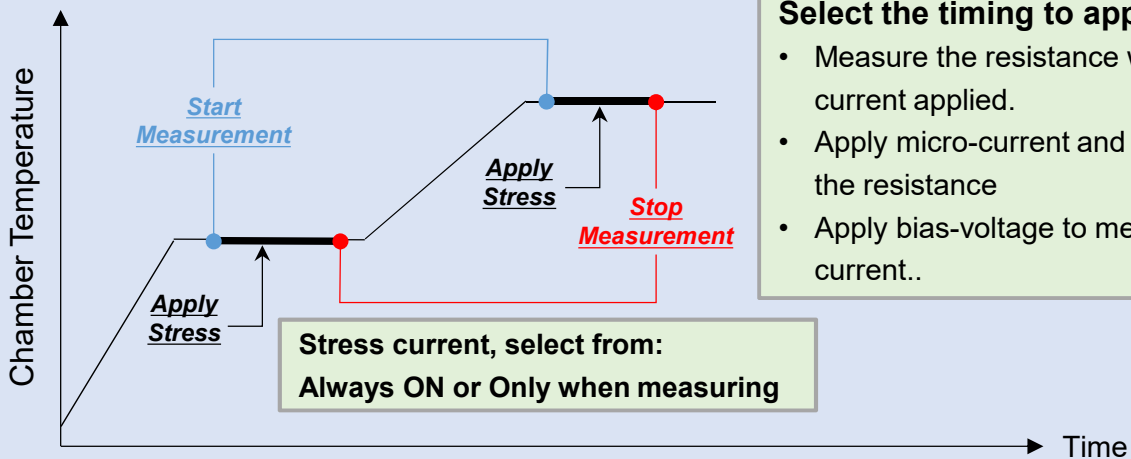 Select the timing to app
• Measure the resistance
current applied.
• Apply micro-current and
the resistance
• Apply bias-voltage to me
current..
Chamber Temperature
Start
Measurement
Apply
Stress
Stop
Measurement
Apply
Stress
Stress current, select from:
Always ON or Only when measuring
Time